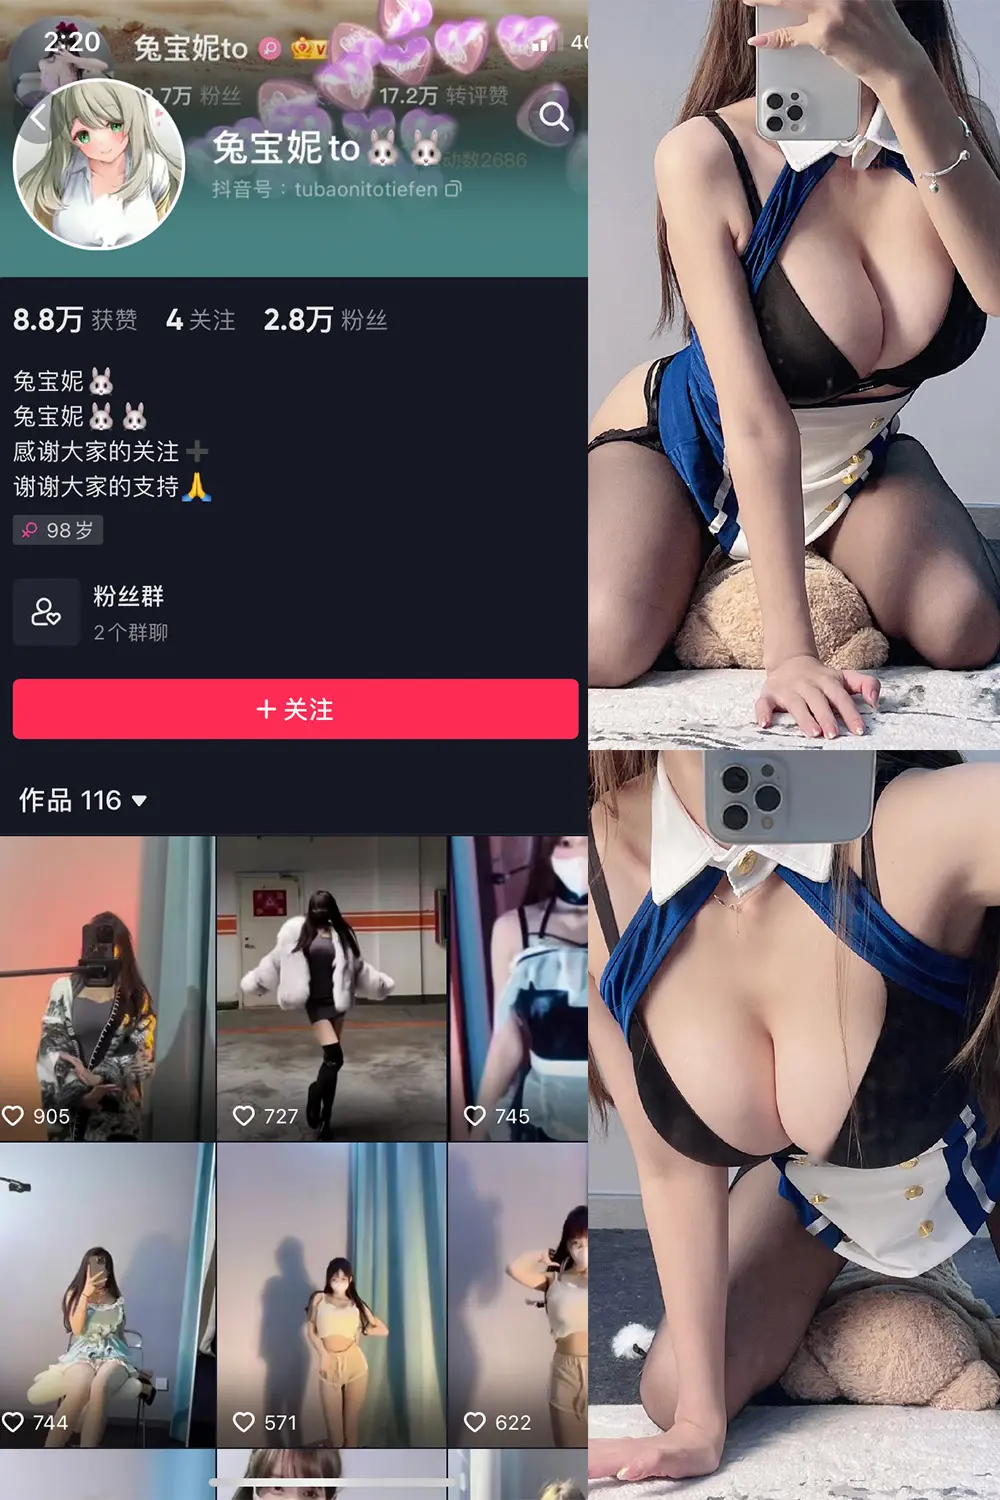 2:20
兔宝妮to
4
.7万 粉丝
17.2万 转评赞
兔宝妮to🐰🐰
动数2686
抖音号：tubaonitotiefen
8.8万 获赞 4 关注 2.8万 粉丝
兔宝妮🐰
兔宝妮🐰🐰
感谢大家的关注➕
谢谢大家的支持🙏
98岁
粉丝群
2个群聊
+ 关注
作品 116
905
727
745
744
571
622